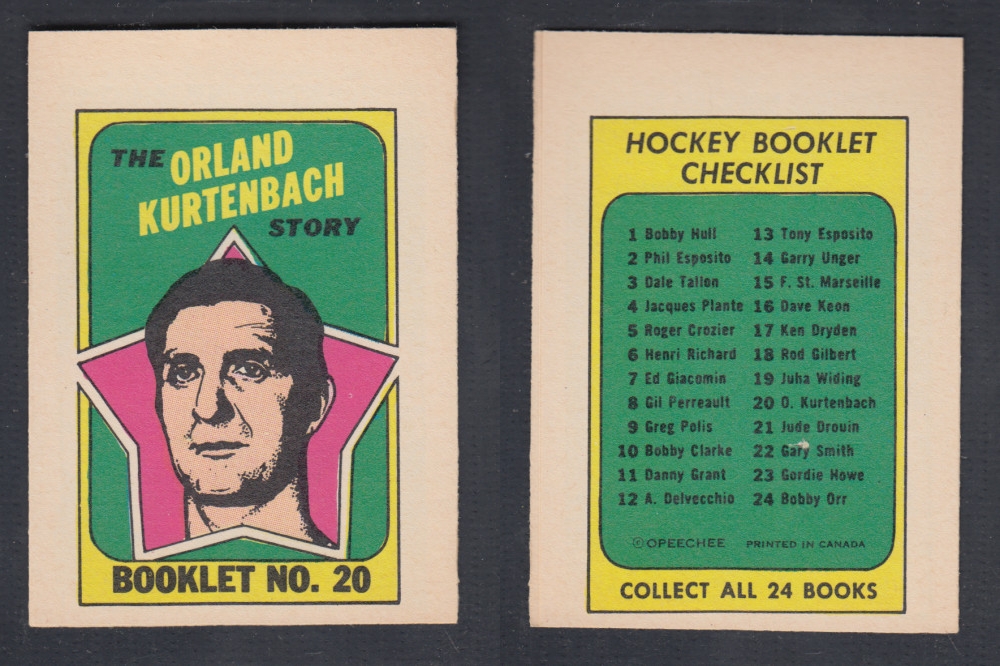 THE ORLAND
KURTENBACH
STORY
BOOKLET NO. 20
HOCKEY BOOKLET
CHECKLIST
1 Bobby Hull
2 Phil Esposito
3 Dale Tallon
4 Jacques Plante
5 Roger Crozier
6 Henri Richard
7 Ed Giacomin
8 Gil Perreault
9 Greg Polis
10 Bobby Clarke
11 Danny Grant
12 A. Delvecchio
13 Tony Esposito
14 Garry Unger
15 F. St. Marseille
16 Dave Keon
17 Ken Dryden
18 Rod Gilbert
19 Juha Widing
20 O. Kurtenbach
21 Jude Drouin
22 Gary Smith
23 Gordie Howe
24 Bobby Orr
©OPEECHEE PRINTED IN CANADA
COLLECT ALL 24 BOOKS